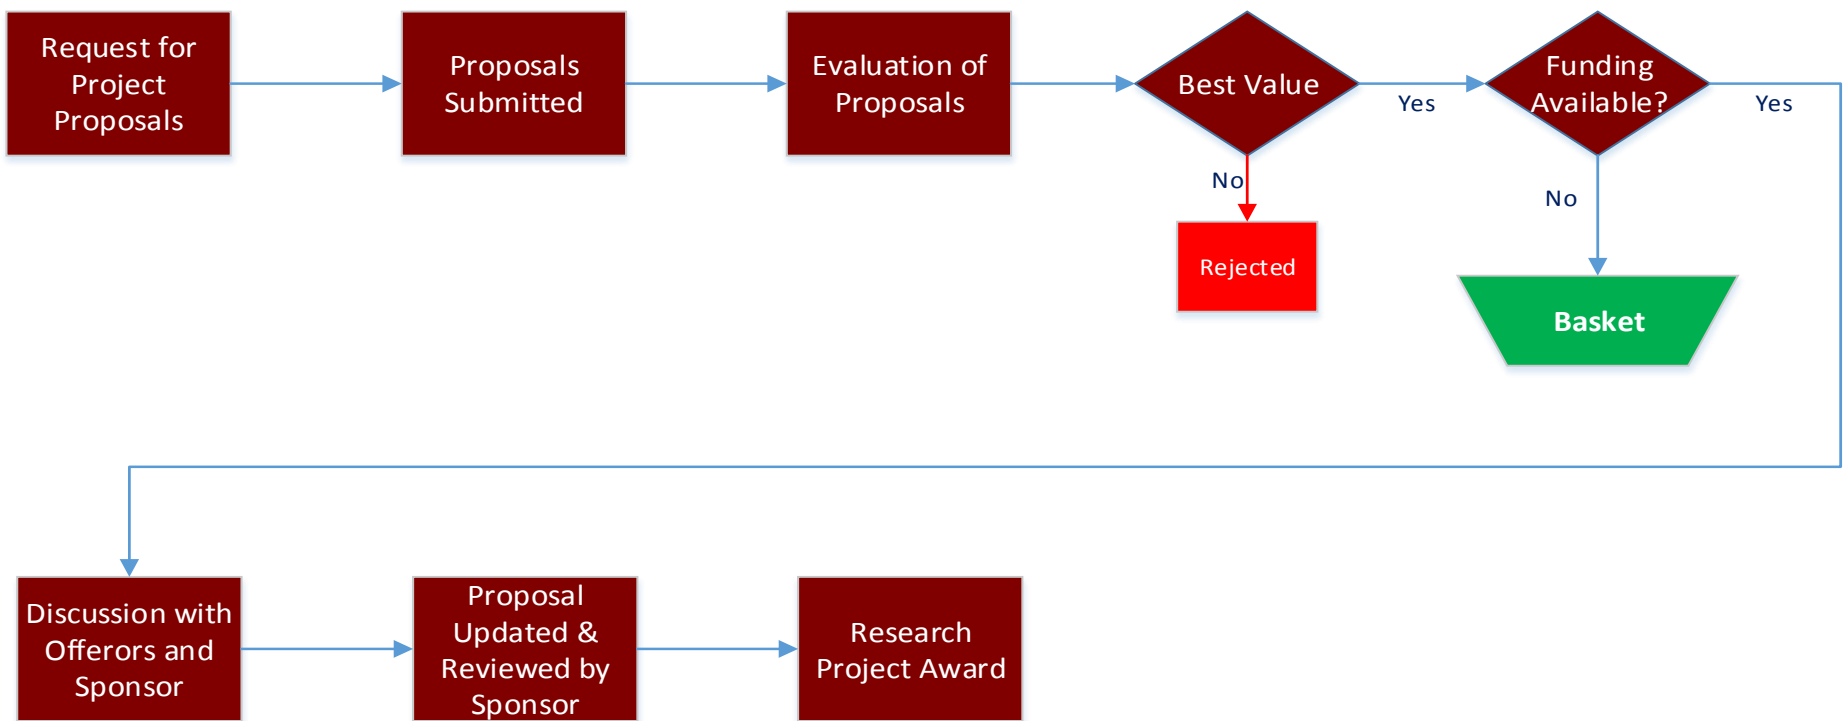 Request for
Project
Proposals
Proposals
Submitted
Evaluation of
Proposals
Best Value
Yes
Funding
Available?
Yes
No
Rejected
No
Basket
Discussion with
Offerors and
Sponsor
Proposal
Updated &
Reviewed by
Sponsor
Research
Project Award